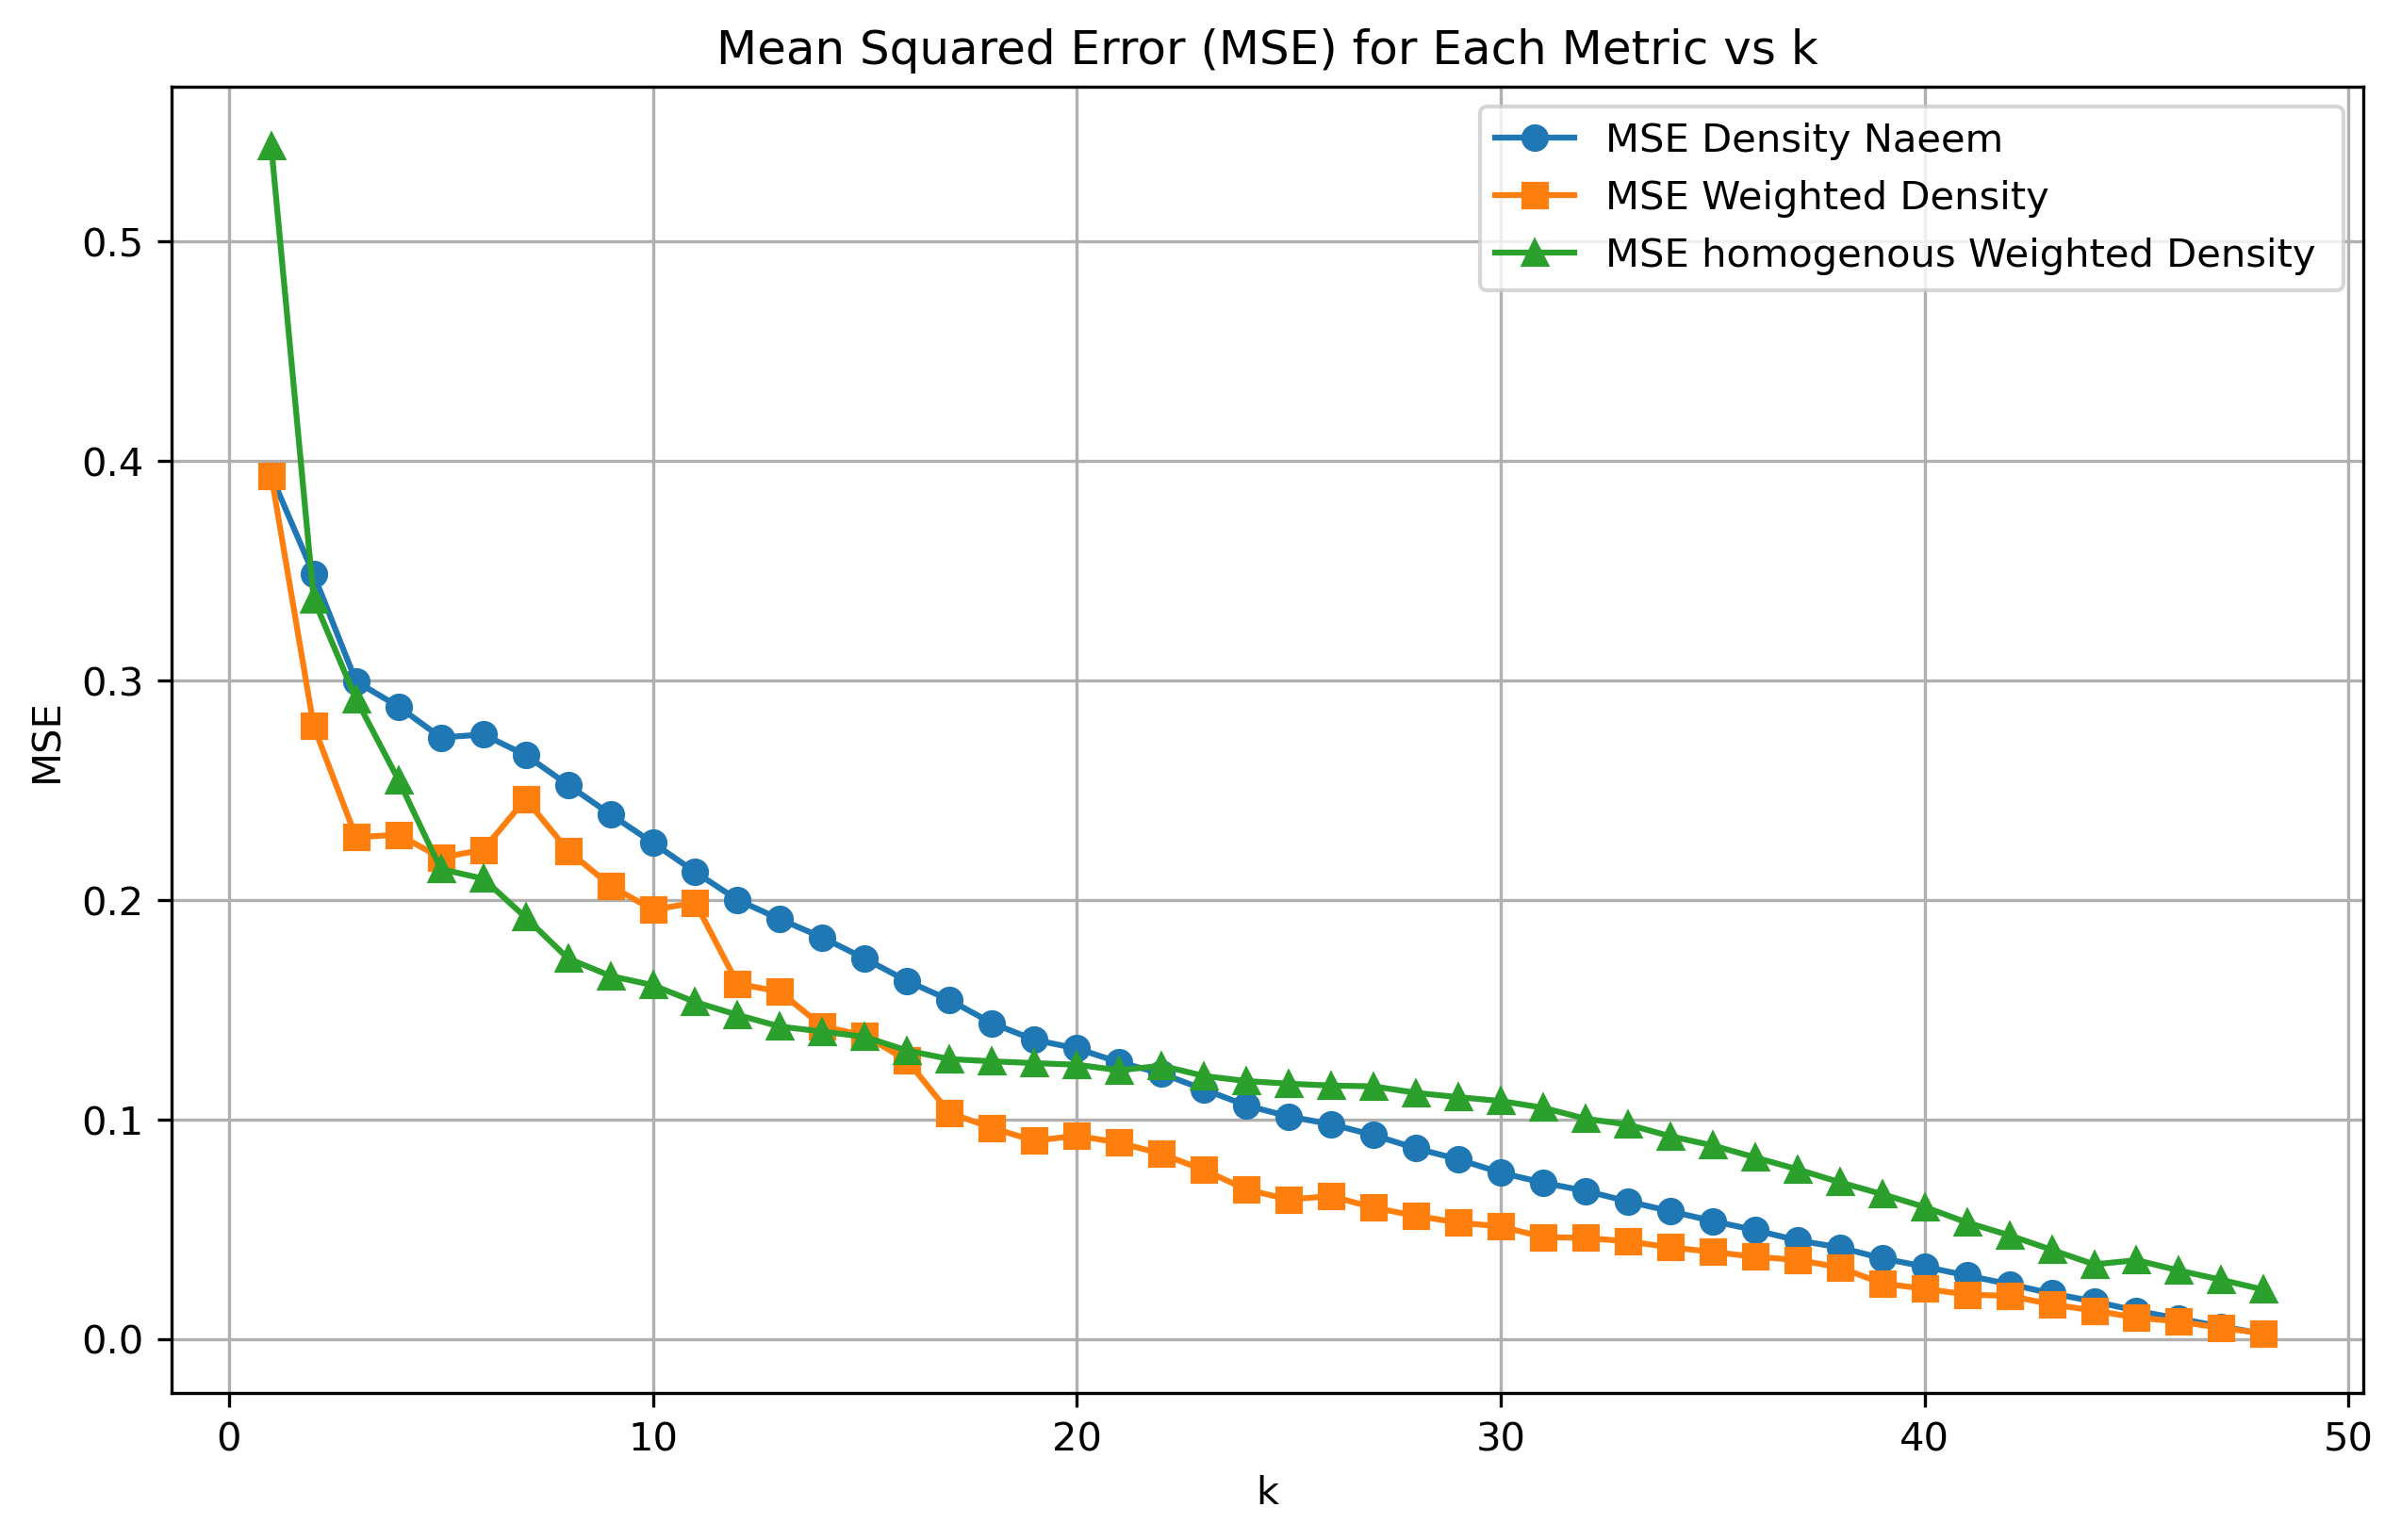 Mean Squared Error (MSE) for Each Metric vs k
MSE Density Naeem
MSE Weighted Density
MSE homogenous Weighted Density
0.5
0.4
0.3
0.2
0.1
0.0
MSE
0 10 20 30 40 50
k